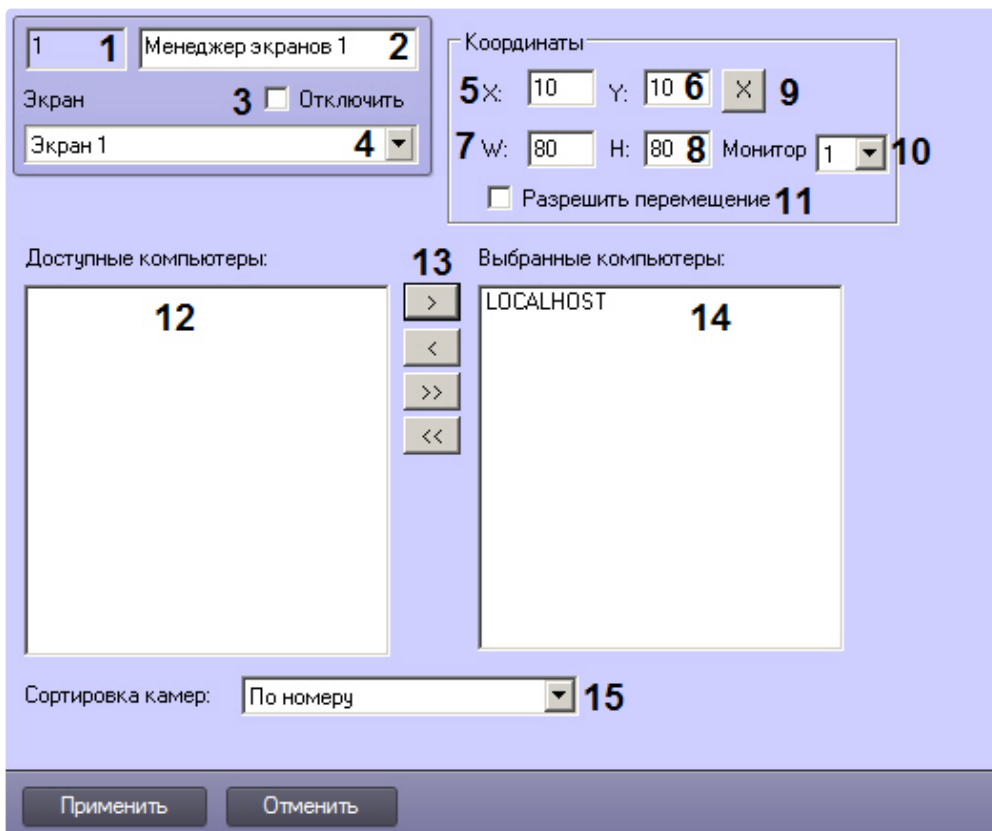 1 1 Менеджер экранов 1 2
Экран 3 Отключить
Экран 1 4
Координаты
5 X: 10 Y: 10 6 X 9
7 W: 80 H: 80 8 Монитор 1 10
Разрешить перемещение 11
Доступные компьютеры: 13 Выбранные компьютеры:
12 > LOCALHOST 14
<
>>
<<
Сортировка камер: По номеру 15
Применить Отменить